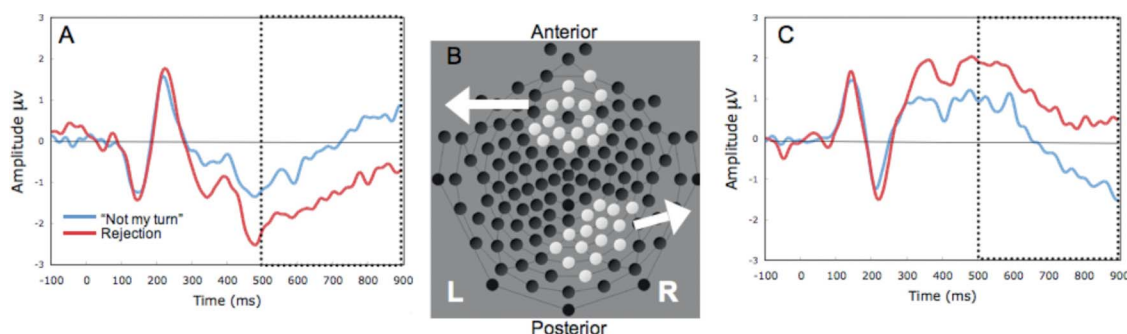 A
Amplitude μv
3
2
1
0
-1
-2
-3
"Not my turn"
Rejection
-100 0 100 200 300 400 500 600 700 800 900
Time (ms)
Anterior
B
L R
Posterior
C
Amplitude μV
3
2
1
0
-1
-2
-3
-100 0 100 200 300 400 500 600 700 800 900
Time (ms)